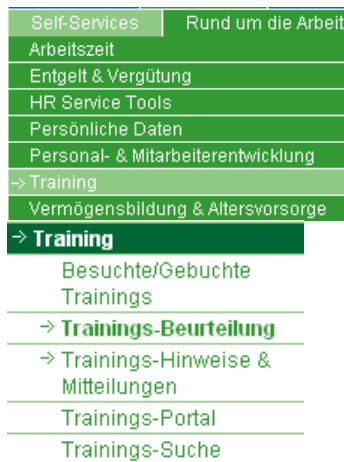 Self-Services Rund um die Arbeit
Arbeitszeit
Entgelt & Vergütung
HR Service Tools
Persönliche Daten
Personal- & Mitarbeiterentwicklung
→ Training
Vermögensbildung & Altersvorsorge
→ Training
Besuchte/Gebuchte
Trainings
→ Trainings-Beurteilung
→ Trainings-Hinweise &
Mitteilungen
Trainings-Portal
Trainings-Suche